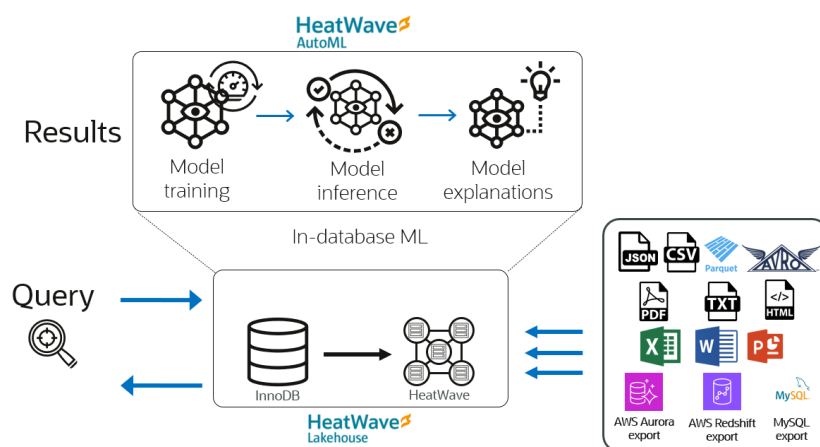 HeatWave
AutoML
Results
Model
training
Model
inference
Model
explanations
In-database ML
Query
InnoDB
HeatWave
HeatWave
Lakehouse
JSON
CSV
Parquet
AVRO
PDF
TXT
</>
HTML
X
W
P
AWS Aurora
export
AWS Redshift
export
MySQL
MySQL
export